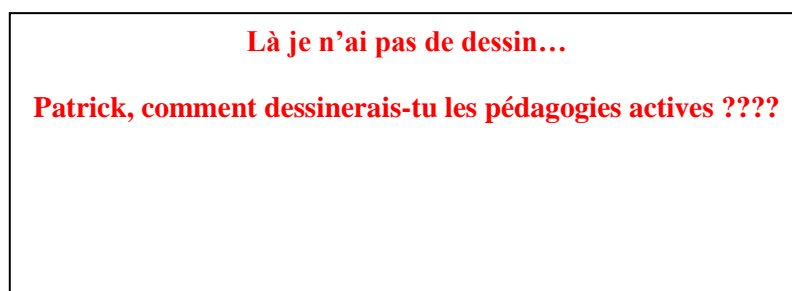 Là je n’ai pas de dessin…
Patrick, comment dessinerais-tu les pédagogies actives ????